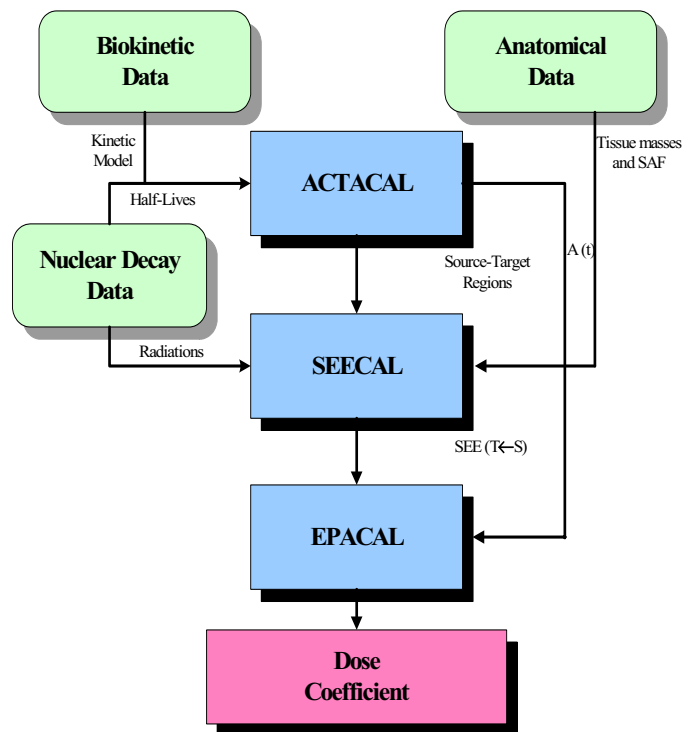 Biokinetic
Data
Anatomical
Data
Kinetic
Model
Tissue masses
and SAF
ACTACAL
Half-Lives
Nuclear Decay
Data
Source-Target
Regions
A (t)
Radiations
SEECAL
SEE (T←S)
EPACAL
Dose
Coefficient